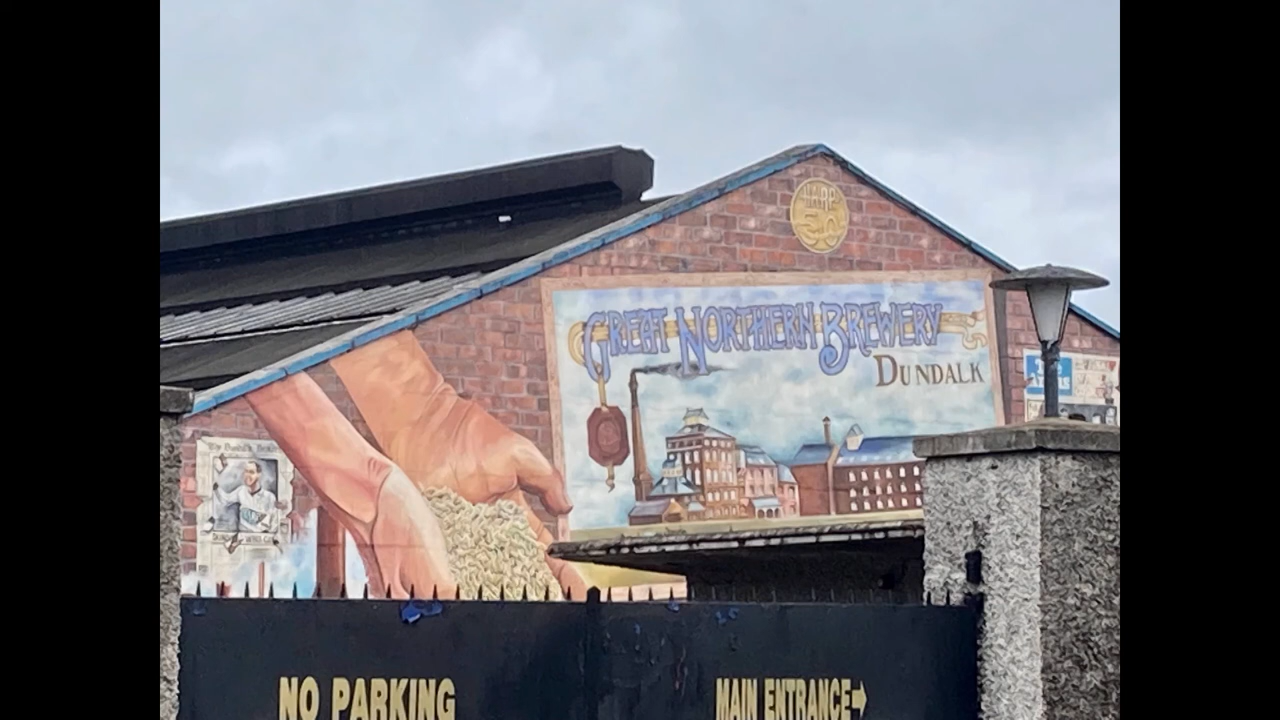 HARP
50
GREAT NORTHERN BREWERY
DUNDALK
NO PARKING
MAIN ENTRANCE→